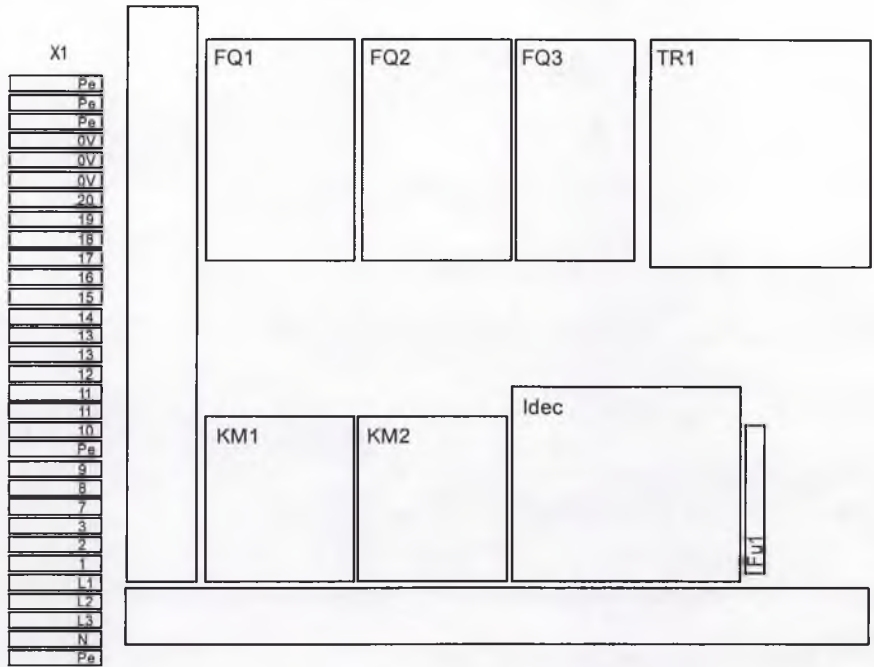 X1
Pe
Pe
Pe
0V
0V
0V
20
19
18
17
16
15
14
13
13
12
11
11
10
Pe
9
8
7
3
2
1
L1
L2
L3
N
Pe
FQ1
FQ2
FQ3
TR1
KM1
KM2
Idec
Fu1